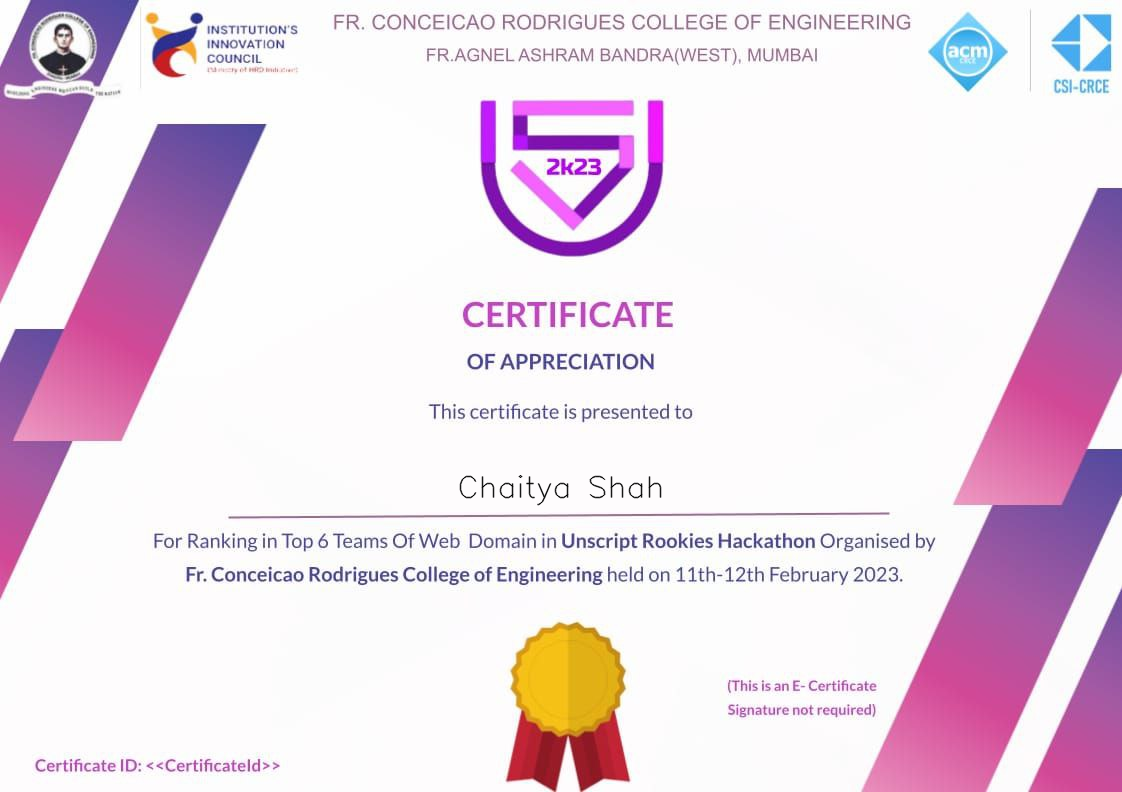 FR. CONCEICAO RODRIGUES COLLEGE OF ENGINEERING
FR.AGNEL ASHRAM BANDRA(WEST), MUMBAI
INSTITUTION'S
INNOVATION
COUNCIL
(Ministry of HRD Initiative)
acm
CRCE
CSI-CRCE
2k23
CERTIFICATE
OF APPRECIATION
This certificate is presented to
Chaitya Shah
For Ranking in Top 6 Teams Of Web Domain in Unscript Rookies Hackathon Organised by
Fr. Conceicao Rodrigues College of Engineering held on 11th-12th February 2023.
(This is an E- Certificate
Signature not required)
Certificate ID: <<CertificateId>>